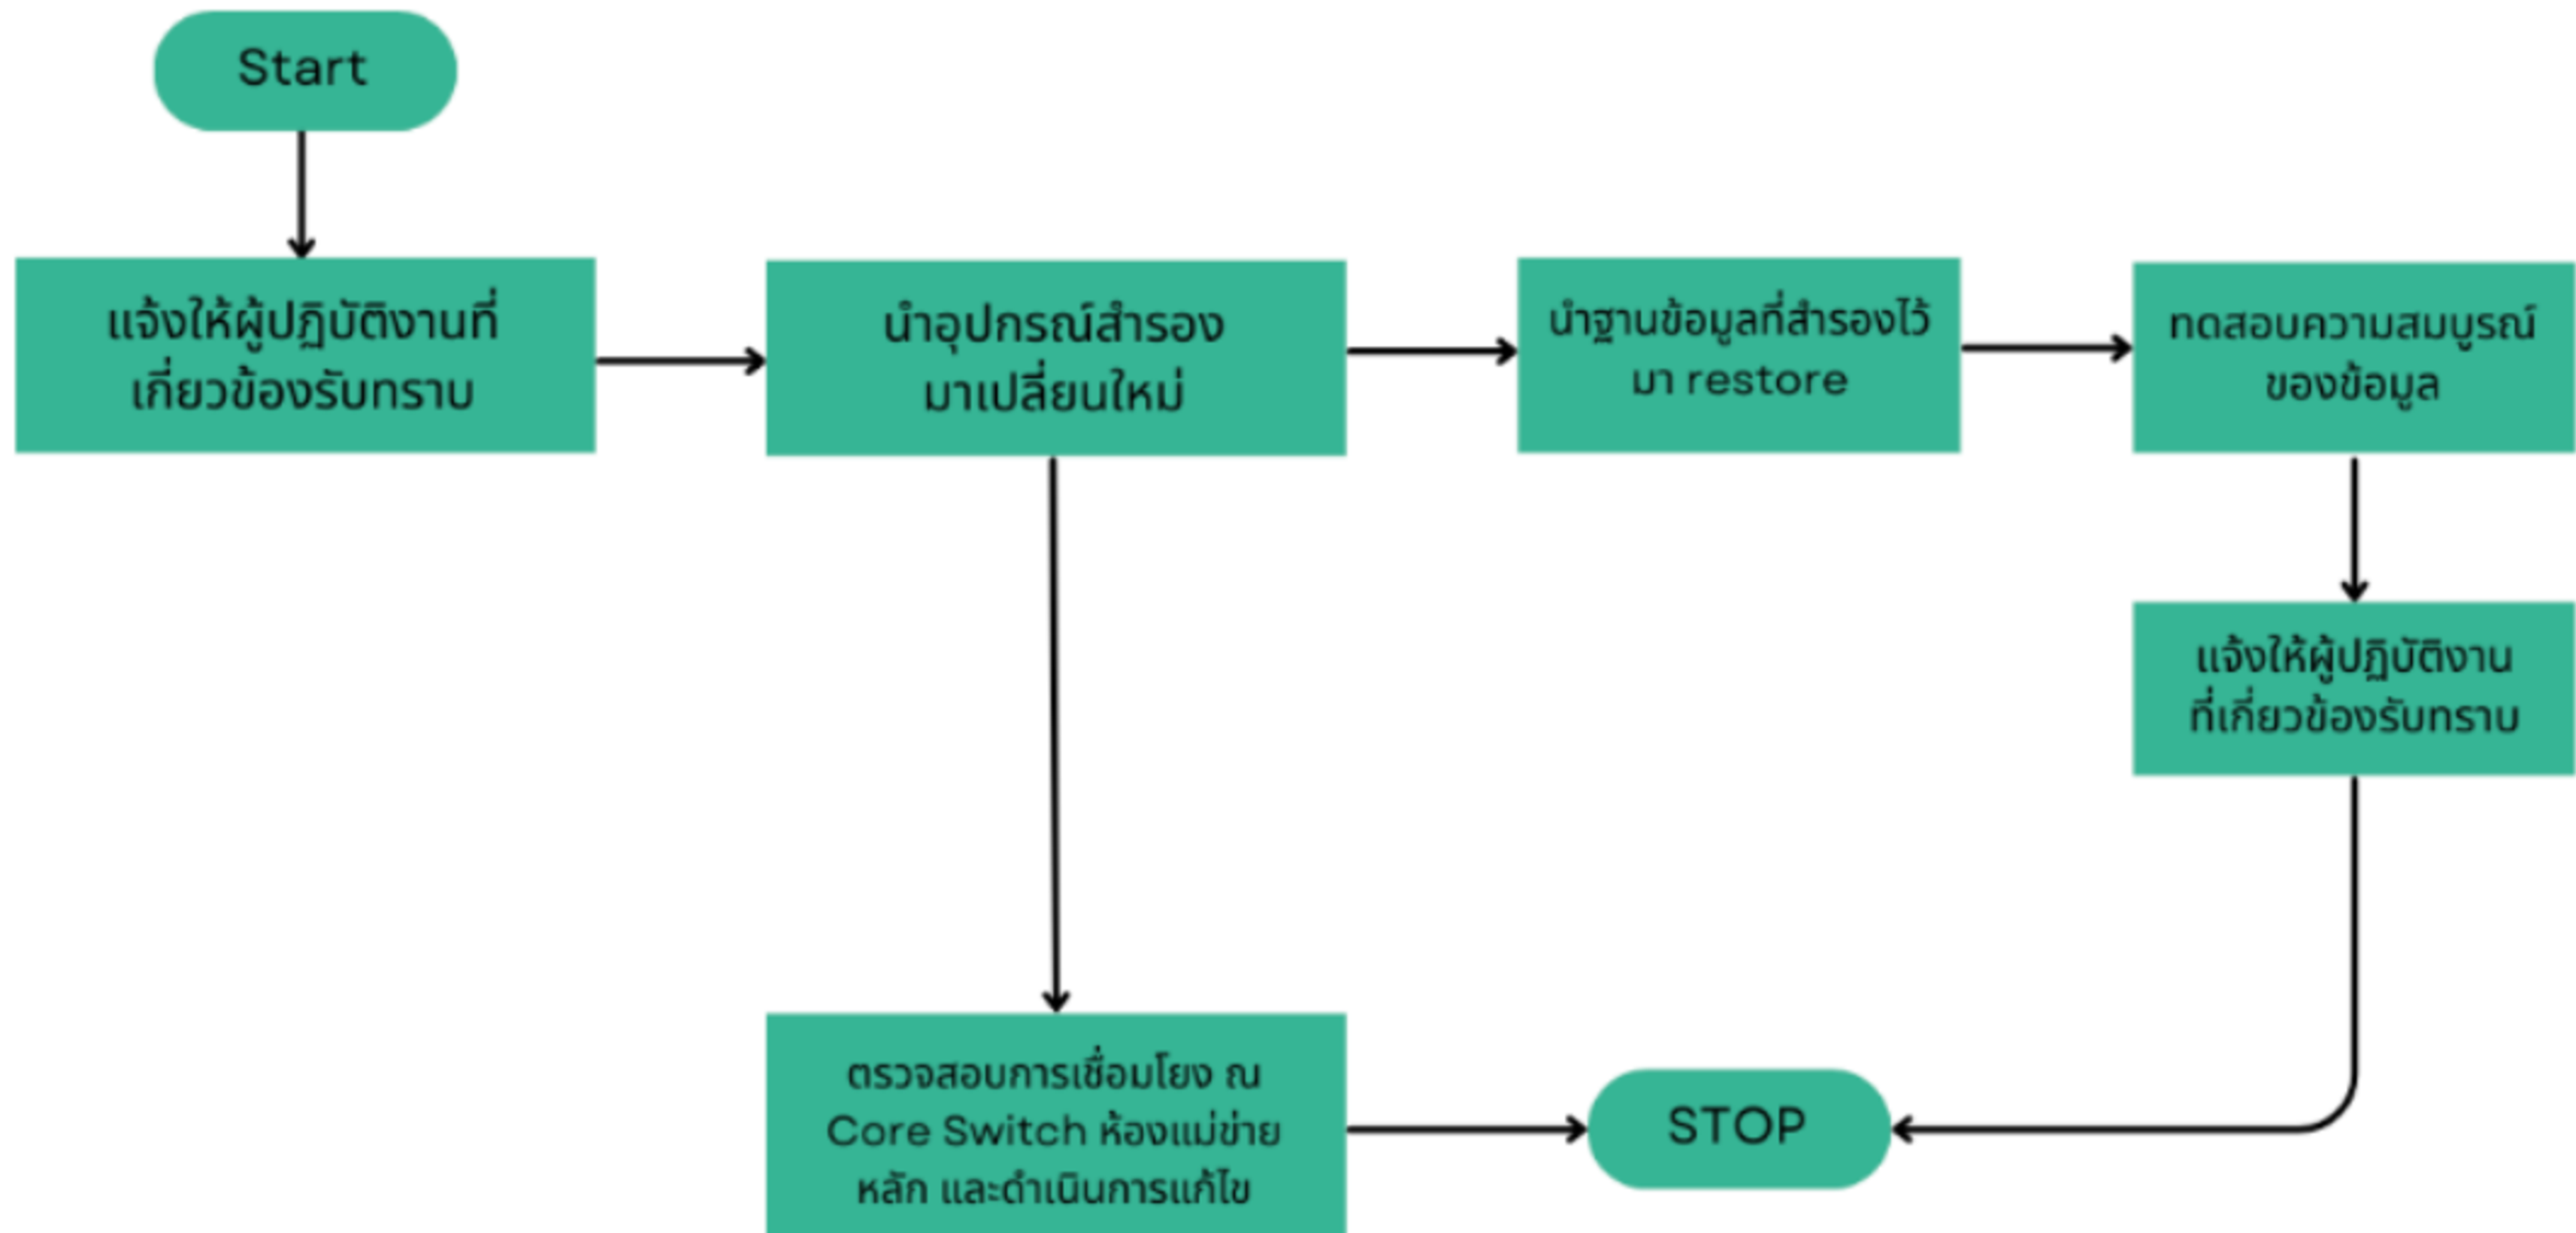 Start
แจ้งให้ผู้ปฏิบัติงานที่
เกี่ยวข้องรับทราบ
นำอุปกรณ์สำรอง
มาเปลี่ยนใหม่
นำฐานข้อมูลที่สำรองไว้
มา restore
ทดสอบความสมบูรณ์
ของข้อมูล
แจ้งให้ผู้ปฏิบัติงาน
ที่เกี่ยวข้องรับทราบ
ตรวจสอบการเชื่อมโยง ณ
Core Switch ห้องแม่ข่าย
หลัก และดำเนินการแก้ไข
STOP